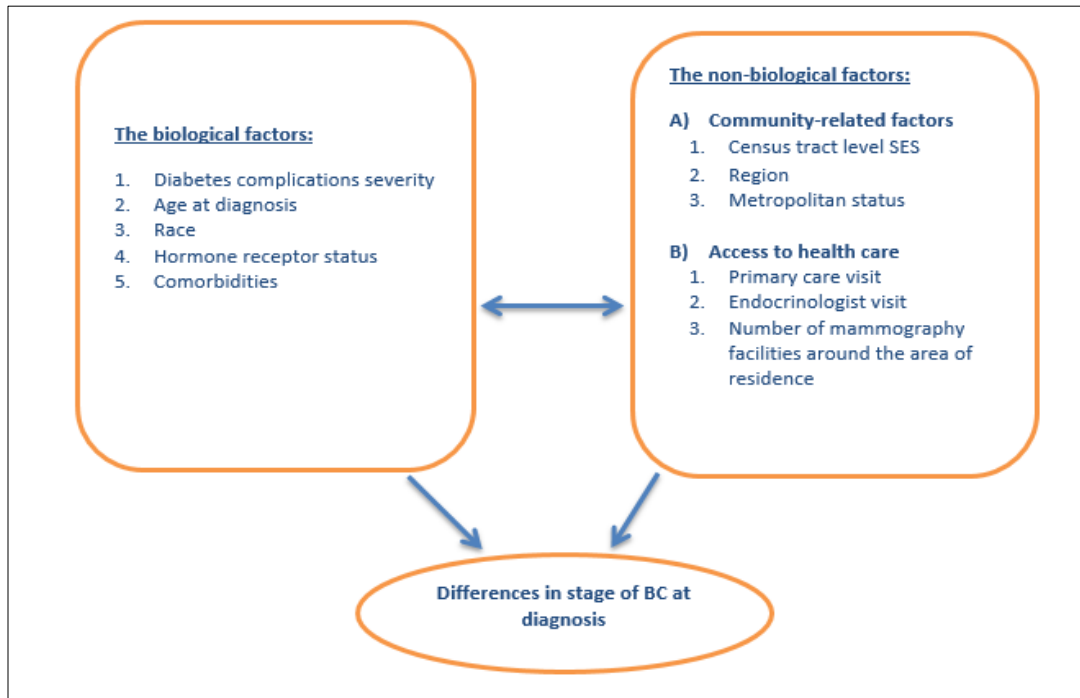 The biological factors:
1. Diabetes complications severity
2. Age at diagnosis
3. Race
4. Hormone receptor status
5. Comorbidities
The non-biological factors:
A) Community-related factors
1. Census tract level SES
2. Region
3. Metropolitan status
B) Access to health care
1. Primary care visit
2. Endocrinologist visit
3. Number of mammography
facilities around the area of
residence
Differences in stage of BC at
diagnosis